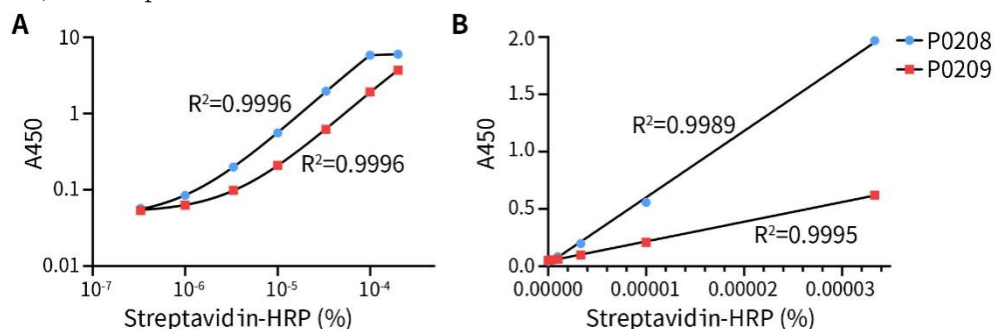 A
10
1
0.1
0.01
A450
R²=0.9996
R²=0.9996
10⁻⁷
10⁻⁶
10⁻⁵
10⁻⁴
Streptavidin-HRP (%)
B
2.0
1.5
1.0
0.5
0.0
A450
R²=0.9989
R²=0.9995
0.00000
0.00001
0.00002
0.00003
Streptavidin-HRP (%)
P0208
P0209